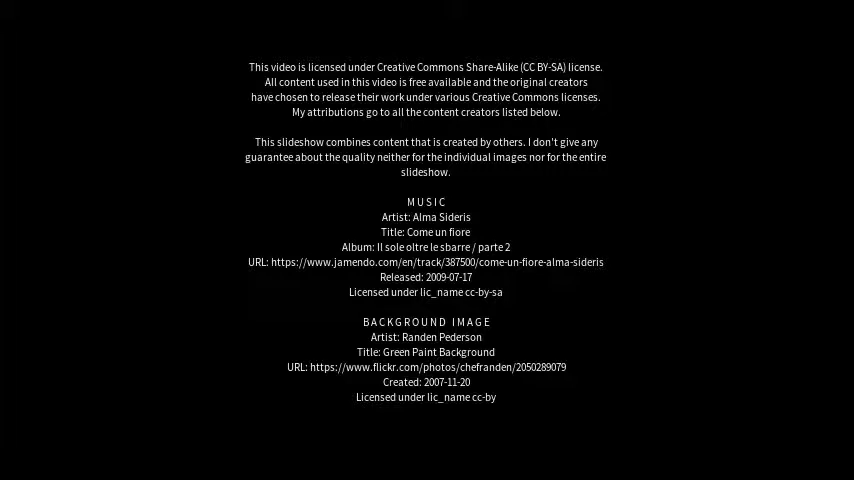 This video is licensed under Creative Commons Share-Alike (CC BY-SA) license.
All content used in this video is free available and the original creators
have chosen to release their work under various Creative Commons licenses.
My attributions go to all the content creators listed below.
This slideshow combines content that is created by others. I don't give any
guarantee about the quality neither for the individual images nor for the entire
slideshow.
MUSIC
Artist: Alma Sideris
Title: Come un fiore
Album: Il sole oltre le sbarre / parte 2
URL: https://www.jamendo.com/en/track/387500/come-un-fiore-alma-sideris
Released: 2009-07-17
Licensed under lic_name cc-by-sa
BACKGROUND IMAGE
Artist: Randen Pederson
Title: Green Paint Background
URL: https://www.flickr.com/photos/chefranden/2050289079
Created: 2007-11-20
Licensed under lic_name cc-by